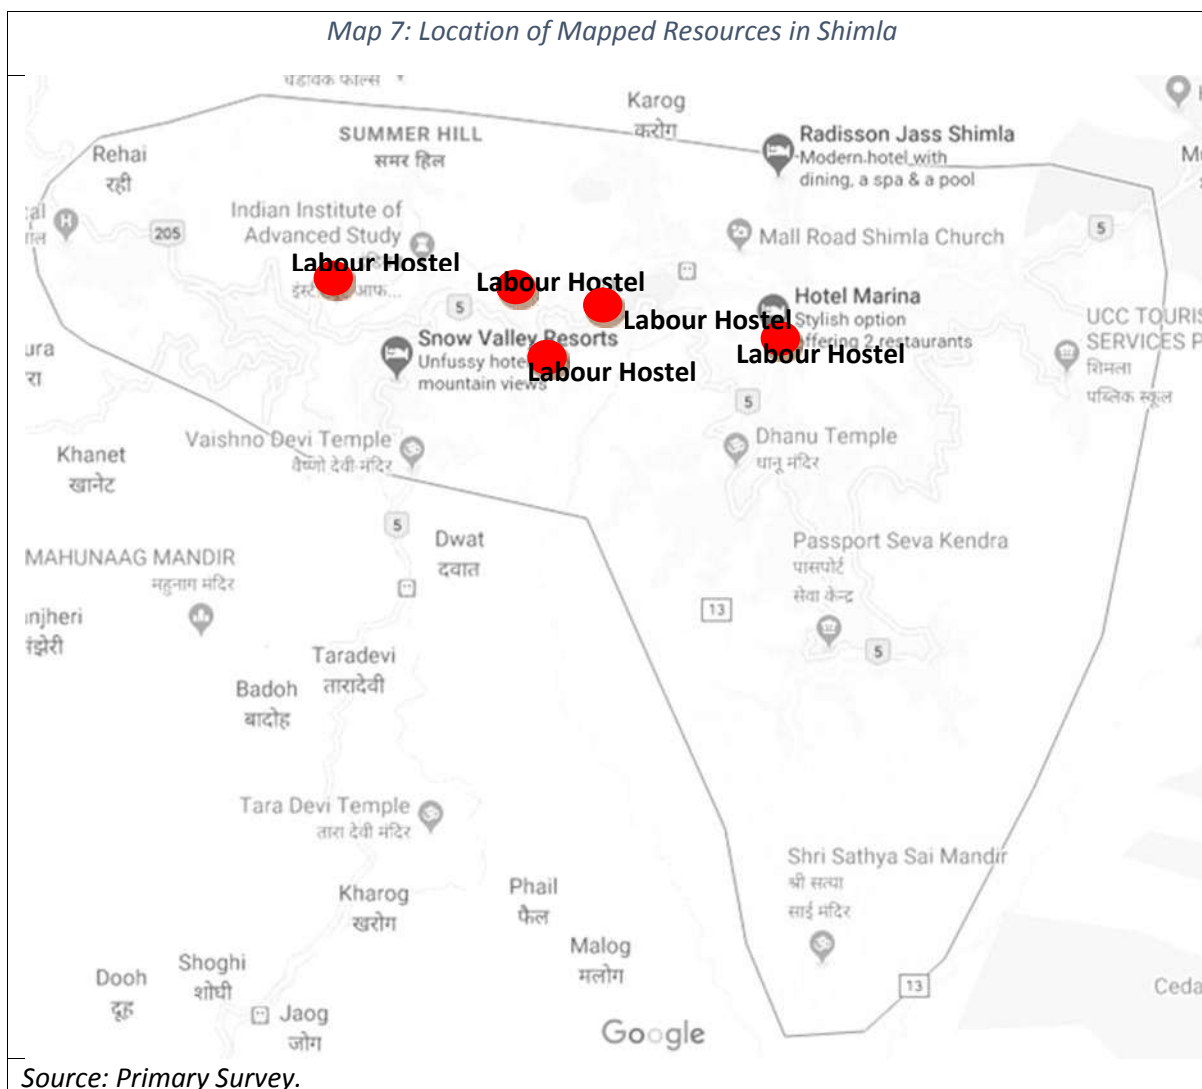 Map 7: Location of Mapped Resources in Shimla
Karog
करोग
SUMMER HILL
समर हिल
Radisson Jass Shimla
Modern hotel with
dining, a spa & a pool
Rehai
रही
Indian Institute of
Advanced Study
205
5
Mall Road Shimla Church
Labour Hostel
Labour Hostel
5
Hotel Marina
Stylish option
offering 2 restaurants
Labour Hostel
Labour Hostel
UCC TOURIS
SERVICES P
शिमला
पब्लिक स्कूल
Snow Valley Resorts
Unfussy hotel
mountain views
Labour Hostel
5
Vaishno Devi Temple
वैष्णो देवी मंदिर
Dhanu Temple
धानू मंदिर
Khanet
खानेट
5
Dwat
दवात
Passport Seva Kendra
पासपोर्ट
सेवा केन्द्र
MAHUNAAG MANDIR
महुनाग मंदिर
13
5
Taradevi
तारादेवी
Badoh
बादोह
Tara Devi Temple
तारा देवी मंदिर
Shri Sathya Sai Mandir
श्री सत्या
साई मंदिर
Kharog
खरोग
Phail
फैल
Malog
मलोग
Shoghi
शोघी
Dooh
दूह
13
Jaog
जोग
Google
Source: Primary Survey.